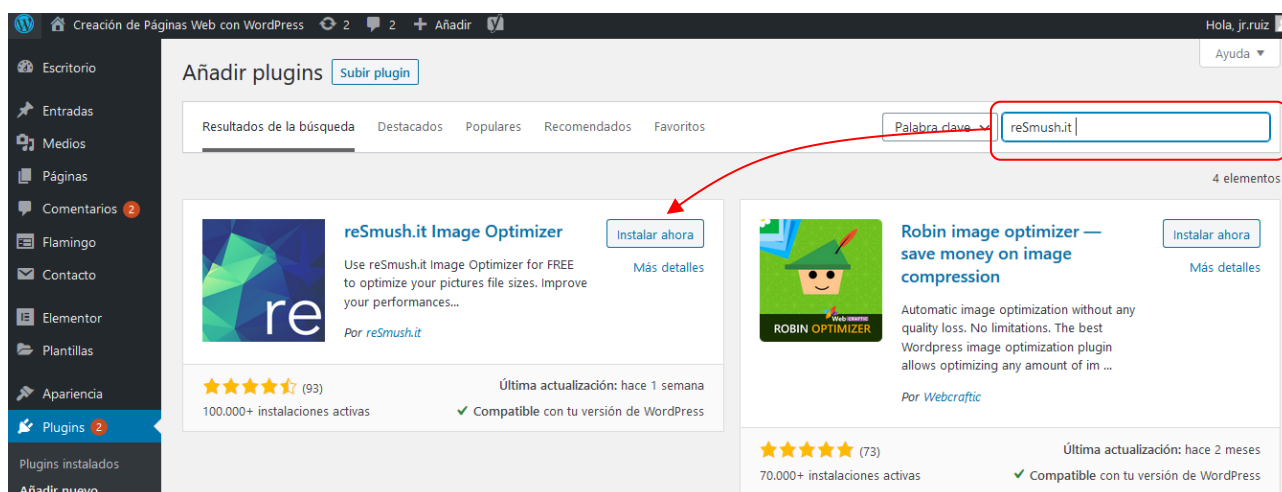 Creación de Páginas Web con WordPress 2 2 Añadir Hola, jr.ruiz
Ayuda
Escritorio
Entradas
Medios
Páginas
Comentarios 2
Flamingo
Contacto
Elementor
Plantillas
Apariencia
Plugins 2
Plugins instalados
Añadir nuevo
Añadir plugins Subir plugin
Resultados de la búsqueda Destacados Populares Recomendados Favoritos Palabra clave reSmush.it
4 elementos
re
reSmush.it Image Optimizer
Instalar ahora
Más detalles
Use reSmush.it Image Optimizer for FREE
to optimize your pictures file sizes. Improve
your performances...
Por reSmush.it
(93)
100.000+ instalaciones activas
Última actualización: hace 1 semana
Compatible con tu versión de WordPress
Web CRAFTIC
ROBIN OPTIMIZER
Robin image optimizer —
save money on image
compression
Instalar ahora
Más detalles
Automatic image optimization without any
quality loss. No limitations. The best
Wordpress image optimization plugin
allows optimizing any amount of im ...
Por Webcraftic
(73)
70.000+ instalaciones activas
Última actualización: hace 2 meses
Compatible con tu versión de WordPress